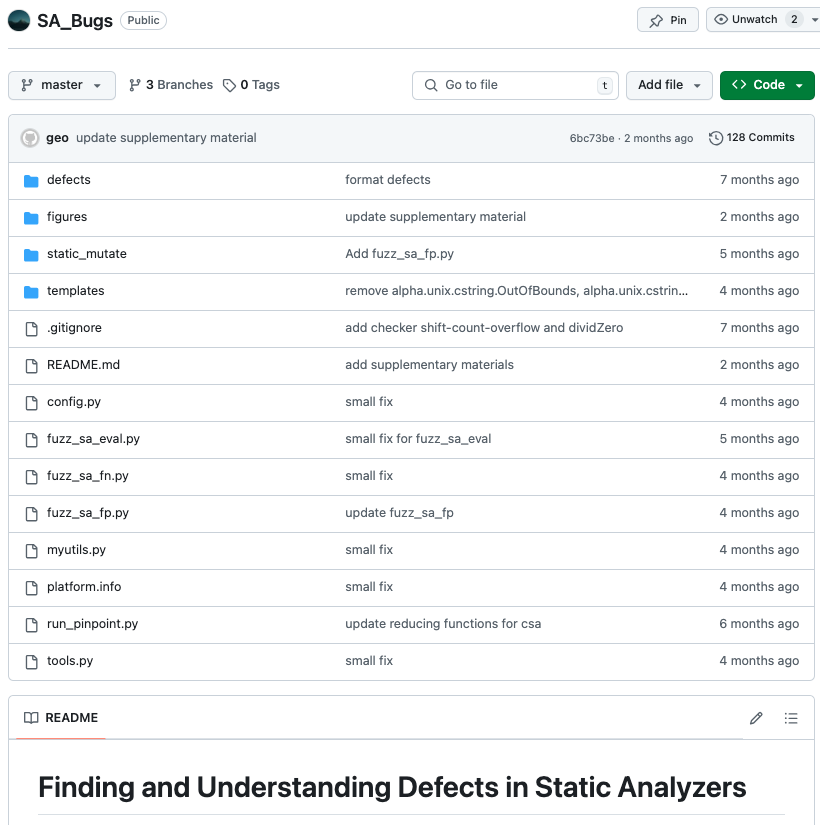 SA_Bugs Public Pin Unwatch 2
master 3 Branches 0 Tags Go to file t Add file Code
geo update supplementary material 6bc73be · 2 months ago 128 Commits
defects format defects 7 months ago
figures update supplementary material 2 months ago
static_mutate Add fuzz_sa_fp.py 5 months ago
templates remove alpha.unix.cstring.OutOfBounds, alpha.unix.cstrin... 4 months ago
.gitignore add checker shift-count-overflow and dividZero 7 months ago
README.md add supplementary materials 2 months ago
config.py small fix 4 months ago
fuzz_sa_eval.py small fix for fuzz_sa_eval 5 months ago
fuzz_sa_fn.py small fix 4 months ago
fuzz_sa_fp.py update fuzz_sa_fp 4 months ago
myutils.py small fix 4 months ago
platform.info small fix 4 months ago
run_pinpoint.py update reducing functions for csa 6 months ago
tools.py small fix 4 months ago
README
Finding and Understanding Defects in Static Analyzers